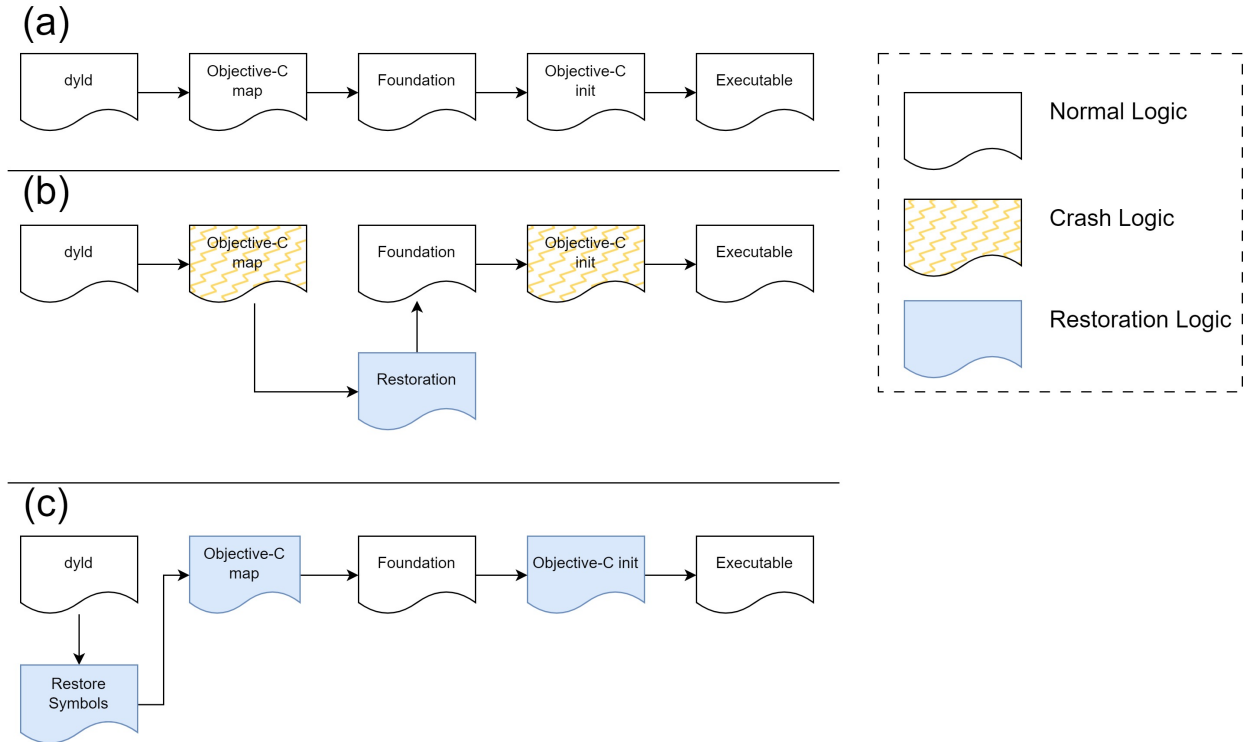 (a)
dyld
Objective-C
map
Foundation
Objective-C
init
Executable
(b)
dyld
Objective-C
map
Foundation
Objective-C
init
Executable
Restoration
(c)
dyld
Objective-C
map
Foundation
Objective-C init
Executable
Restore
Symbols
Normal Logic
Crash Logic
Restoration Logic